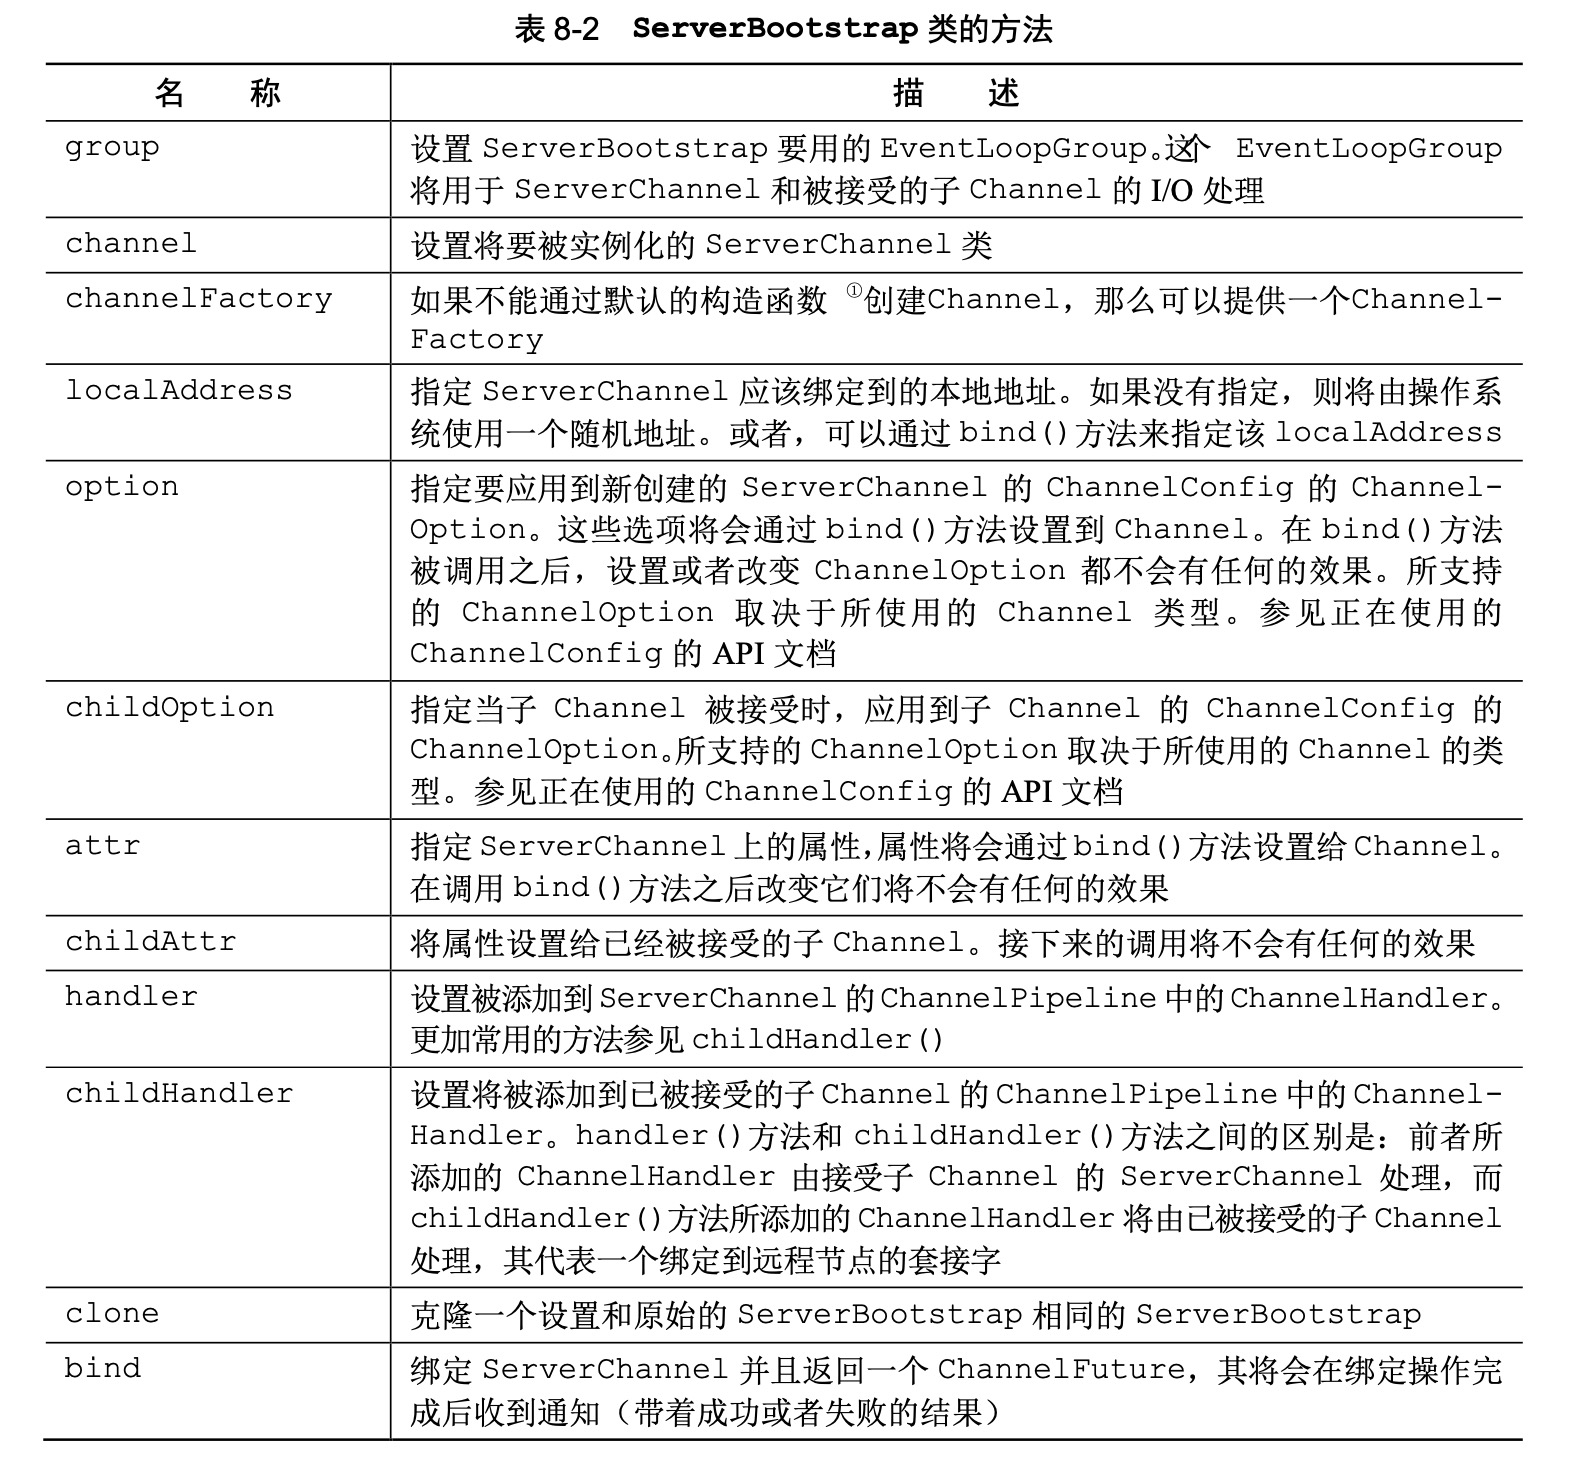 表 8-2 ServerBootstrap 类的方法
名 称 描 述
group
设置 ServerBootstrap 要用的 EventLoopGroup。这个 EventLoopGroup
将用于 ServerChannel 和被接受的子 Channel 的 I/O 处理
channel
设置将要被实例化的 ServerChannel 类
channelFactory
如果不能通过默认的构造函数 ①创建Channel，那么可以提供一个Channel-
Factory
localAddress
指定 ServerChannel 应该绑定到的本地地址。如果没有指定，则将由操作系
统使用一个随机地址。或者，可以通过 bind()方法来指定该 localAddress
option
指定要应用到新创建的 ServerChannel 的 ChannelConfig 的 Channel-
Option。这些选项将会通过 bind()方法设置到 Channel。在 bind()方法
被调用之后，设置或者改变 ChannelOption 都不会有任何的效果。所支持
的 ChannelOption 取决于所使用的 Channel 类型。参见正在使用的
ChannelConfig 的 API 文档
childOption
指定当子 Channel 被接受时，应用到子 Channel 的 ChannelConfig 的
ChannelOption。所支持的 ChannelOption 取决于所使用的 Channel 的类
型。参见正在使用的 ChannelConfig 的 API 文档
attr
指定 ServerChannel 上的属性，属性将会通过 bind()方法设置给 Channel。
在调用 bind()方法之后改变它们将不会有任何的效果
childAttr
将属性设置给已经被接受的子 Channel。接下来的调用将不会有任何的效果
handler
设置被添加到 ServerChannel 的 ChannelPipeline 中的 ChannelHandler。
更加常用的方法参见 childHandler()
childHandler
设置将被添加到已被接受的子 Channel 的 ChannelPipeline 中的 Channel-
Handler。handler()方法和 childHandler()方法之间的区别是：前者所
添加的 ChannelHandler 由接受子 Channel 的 ServerChannel 处理，而
childHandler()方法所添加的 ChannelHandler 将由已被接受的子 Channel
处理，其代表一个绑定到远程节点的套接字
clone
克隆一个设置和原始的 ServerBootstrap 相同的 ServerBootstrap
bind
绑定 ServerChannel 并且返回一个 ChannelFuture，其将会在绑定操作完
成后收到通知（带着成功或者失败的结果）